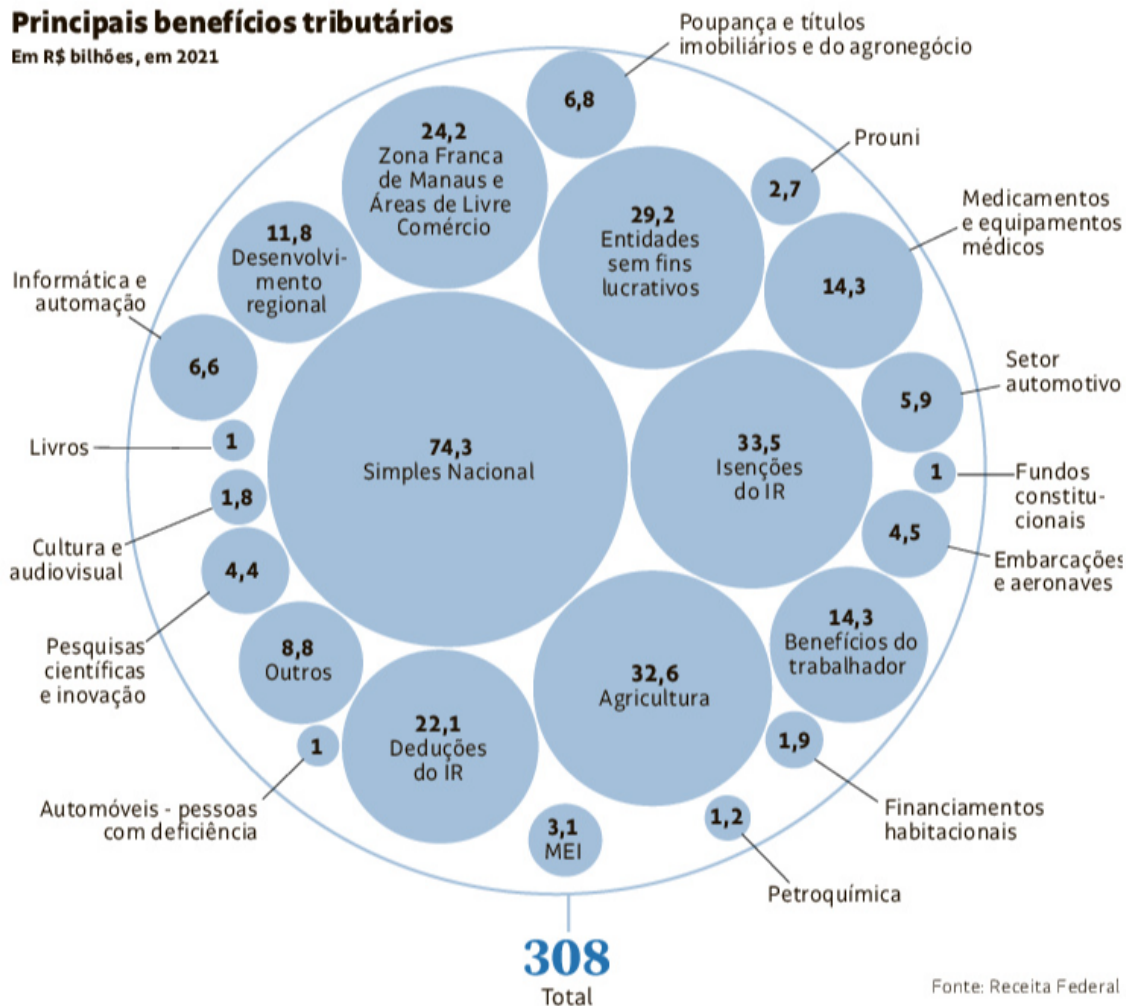 Principais benefícios tributários
Em R$ bilhões, em 2021
Poupança e títulos
imobiliários e do agronegócio
6,8
24,2
Zona Franca
de Manaus e
Áreas de Livre
Comércio
Prouni
2,7
29,2
Entidades
sem fins
lucrativos
Medicamentos
e equipamentos
médicos
14,3
11,8
Desenvolvi-
mento
regional
Informática e
automação
6,6
Setor
automotivo
5,9
Livros
1
74,3
Simples Nacional
33,5
Isenções
do IR
1
Fundos
constitu-
cionais
1,8
Cultura e
audiovisual
4,5
Embarcações
e aeronaves
4,4
Pesquisas
científicas
e inovação
14,3
Benefícios do
trabalhador
8,8
Outros
32,6
Agricultura
22,1
Deduções
do IR
1
Automóveis - pessoas
com deficiência
1,9
Financiamentos
habitacionais
3,1
MEI
1,2
Petroquímica
308
Total
Fonte: Receita Federal